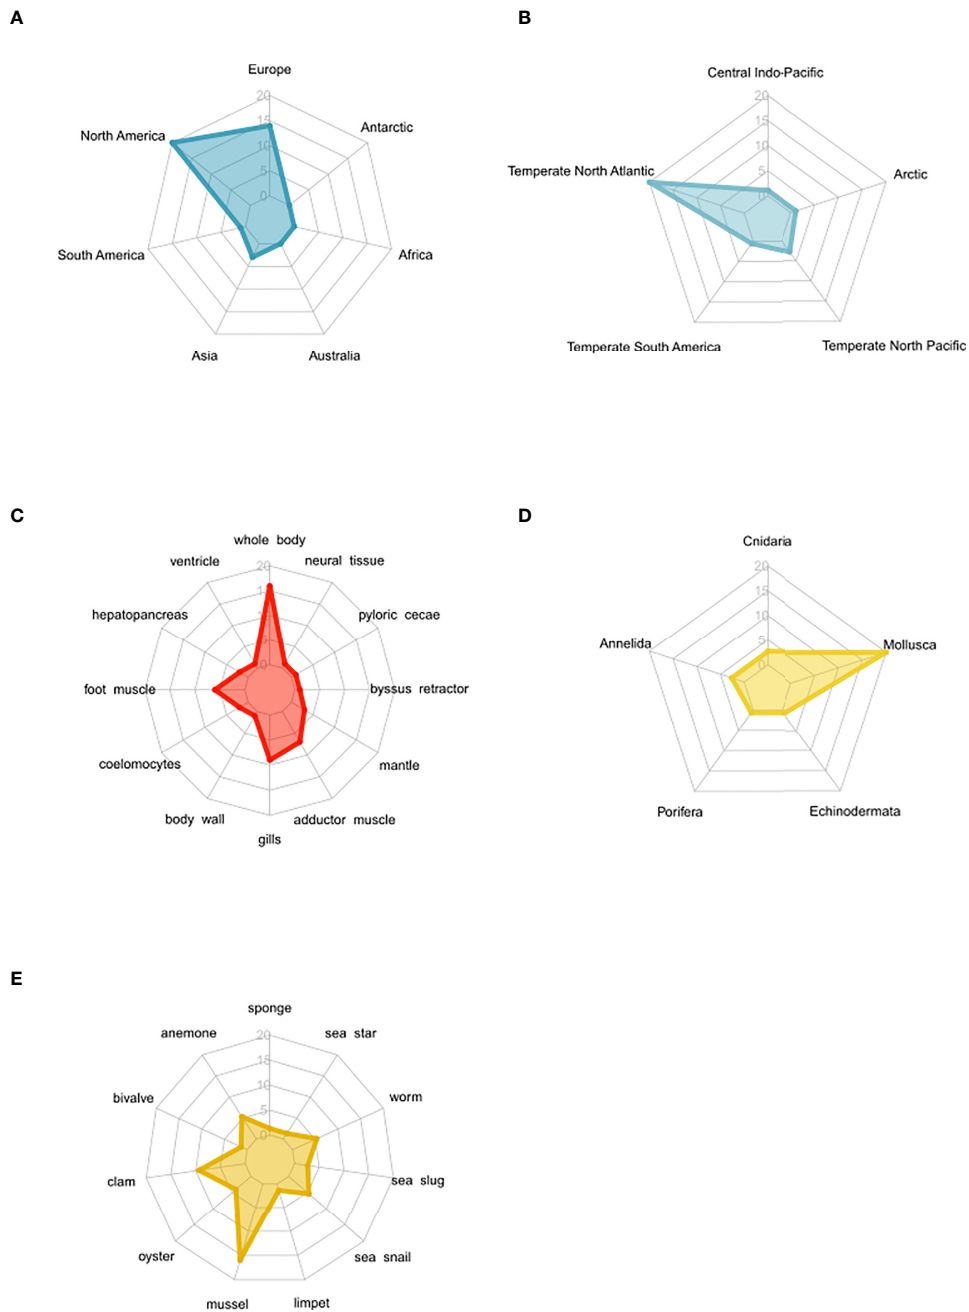 A
B
Europe
Central Indo-Pacific
20
20
North America
Antarctic
15
15
10
10
Temperate North Atlantic
Arctic
5
5
0
0
South America
Africa
Asia
Australia
Temperate South America
Temperate North Pacific
C
D
whole body
Cnidaria
ventricle
neural tissue
20
20
15
hepatopancreas
pyloric cecae
10
Annelida
5
Mollusca
0
0
foot muscle
byssus retractor
coelomocytes
mantle
body wall
adductor muscle
Porifera
Echinodermata
gills
E
sponge
anemone
sea star
20
15
bivalve
worm
10
5
0
clam
sea slug
oyster
sea snail
mussel
limpet